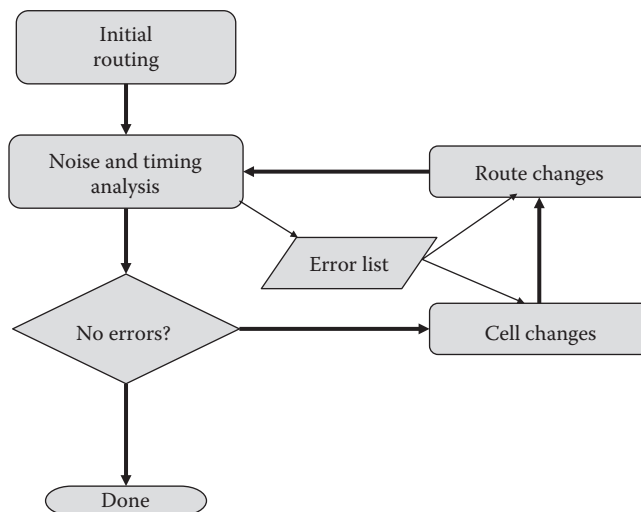 Initial
routing
Noise and timing
analysis
Route changes
Error list
No errors?
Cell changes
Done